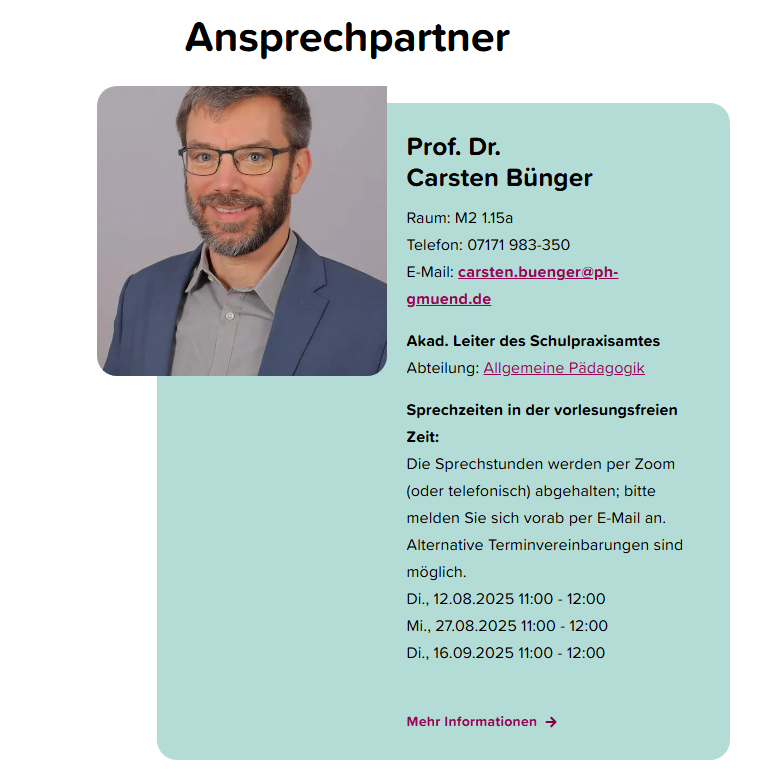 Ansprechpartner
Prof. Dr.
Carsten Bünger
Raum: M2 1.15a
Telefon: 07171 983-350
E-Mail: carsten.buenger@ph-
gmuend.de
Akad. Leiter des Schulpraxisamtes
Abteilung: Allgemeine Pädagogik
Sprechzeiten in der vorlesungsfreien
Zeit:
Die Sprechstunden werden per Zoom
(oder telefonisch) abgehalten; bitte
melden Sie sich vorab per E-Mail an.
Alternative Terminvereinbarungen sind
möglich.
Di., 12.08.2025 11:00 - 12:00
Mi., 27.08.2025 11:00 - 12:00
Di., 16.09.2025 11:00 - 12:00
Mehr Informationen →